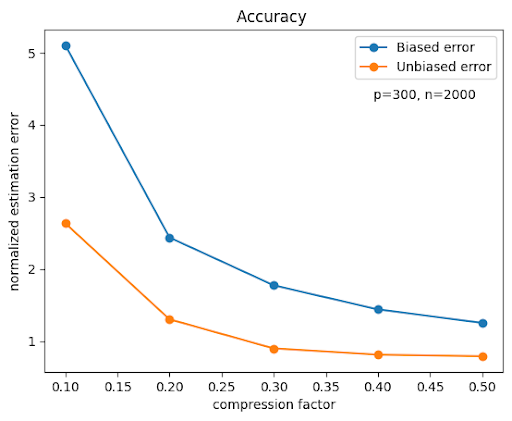 Accuracy
Biased error
Unbiased error
p=300, n=2000
normalized estimation error
5
4
3
2
1
0.10 0.15 0.20 0.25 0.30 0.35 0.40 0.45 0.50
compression factor